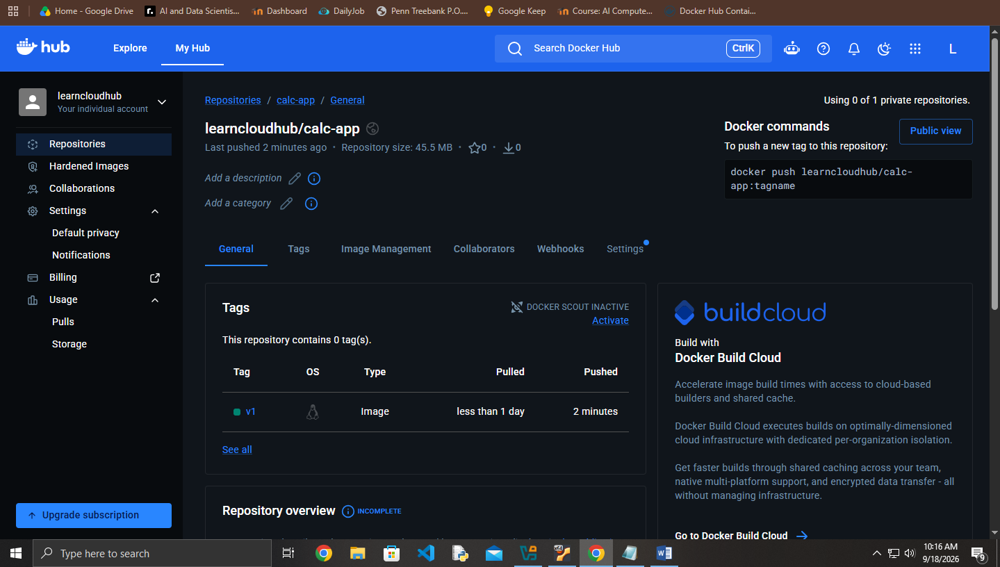 Home - Google Drive
AI and Data Scientis...
Dashboard
DailyJob
Penn Treebank P.O....
Google Keep
Course: AI Compute...
Docker Hub Contai...
hub
Explore
My Hub
Search Docker Hub
CtrlK
L
learncloudhub
Your individual account
Repositories
Hardened Images
Collaborations
Settings
Default privacy
Notifications
Billing
Usage
Pulls
Storage
Upgrade subscription
Repositories / calc-app / General
Using 0 of 1 private repositories.
learncloudhub/calc-app
Last pushed 2 minutes ago • Repository size: 45.5 MB • 0 • 0
Add a description
Add a category
Docker commands
Public view
To push a new tag to this repository:
docker push learncloudhub/calc-
app:tagname
General
Tags
Image Management
Collaborators
Webhooks
Settings
Tags
DOCKER SCOUT INACTIVE
Activate
This repository contains 0 tag(s).
Tag OS Type Pulled Pushed
v1 Image less than 1 day 2 minutes
See all
Repository overview
INCOMPLETE
buildcloud
Build with
Docker Build Cloud
Accelerate image build times with access to cloud-based
builders and shared cache.
Docker Build Cloud executes builds on optimally-dimensioned
cloud infrastructure with dedicated per-organization isolation.
Get faster builds through shared caching across your team,
native multi-platform support, and encrypted data transfer - all
without managing infrastructure.
Go to Docker Build Cloud
Type here to search
10:16 AM
9/18/2026
9